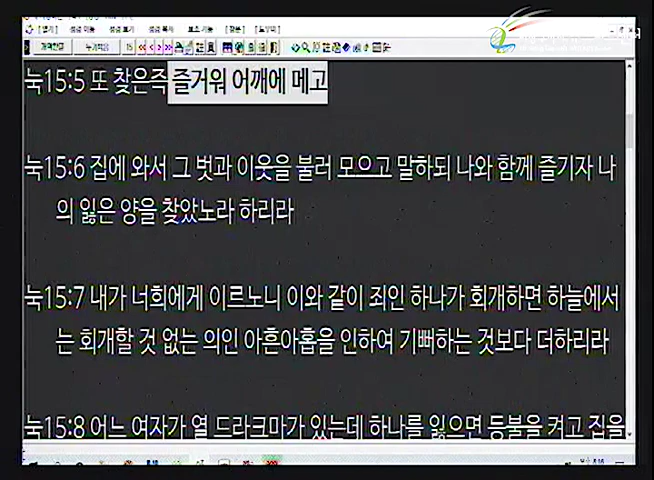 눅15:5 또 찾은즉 즐거워 어깨에 메고
눅15:6 집에 와서 그 벗과 이웃을 불러 모으고 말하되 나와 함께 즐기자 나
의 잃은 양을 찾았노라 하리라
눅15:7 내가 너희에게 이르노니 이와 같이 죄인 하나가 회개하면 하늘에서
는 회개할 것 없는 의인 아흔아홉을 인하여 기뻐하는 것보다 더하리라
눅15:8 어느 여자가 열 드라크마가 있는데 하나를 잃으면 등불을 켜고 집을